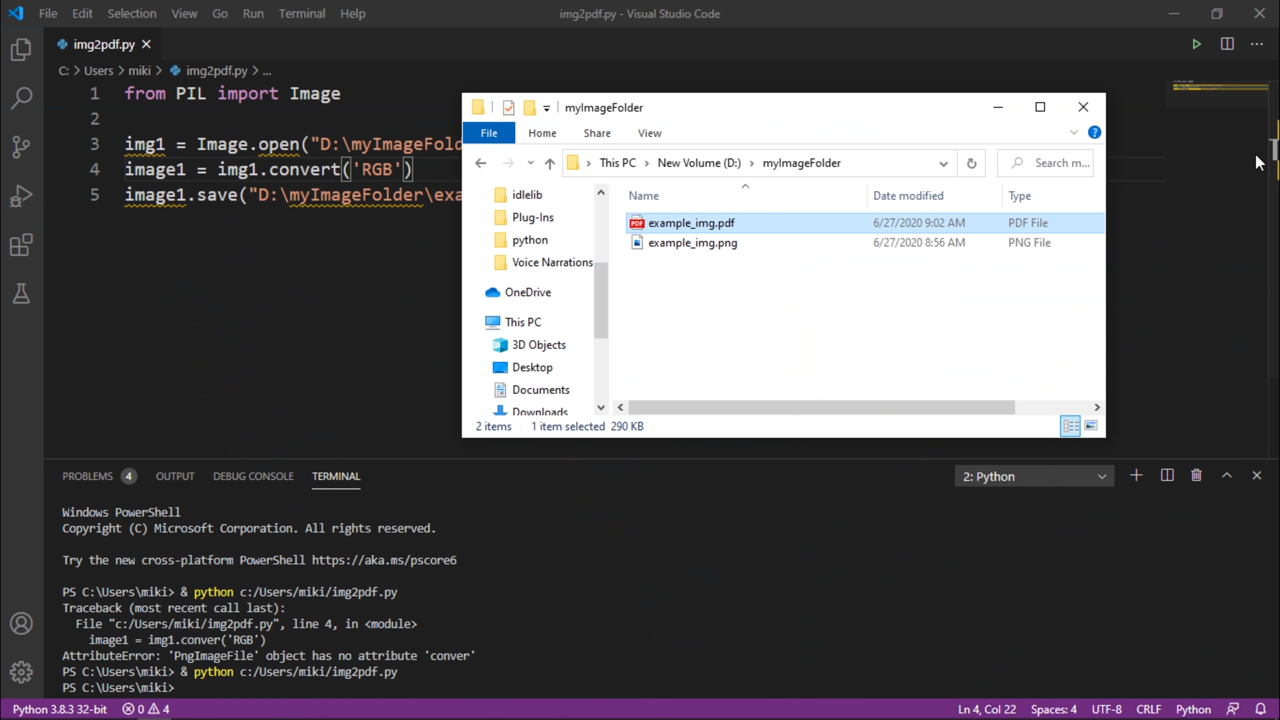 File Edit Selection View Go Run Terminal Help img2pdf.py - Visual Studio Code
img2pdf.py
C: > Users > miki > img2pdf.py > ...
1 from PIL import Image
2
3 img1 = Image.open("D:\myImageFold
4 image1 = img1.convert('RGB')
5 image1.save("D:\myImageFolder\exa
myImageFolder
File Home Share View
This PC > New Volume (D:) > myImageFolder
Search m...
idlelib
Plug-Ins
python
Voice Narrations
OneDrive
This PC
3D Objects
Desktop
Documents
Downloads
Name Date modified Type
example_img.pdf 6/27/2020 9:02 AM PDF File
example_img.png 6/27/2020 8:56 AM PNG File
2 items 1 item selected 290 KB
PROBLEMS 4 OUTPUT DEBUG CONSOLE TERMINAL 2: Python
Windows PowerShell
Copyright (C) Microsoft Corporation. All rights reserved.
Try the new cross-platform PowerShell https://aka.ms/pscore6
PS C:\Users\miki> & python c:/Users/miki/img2pdf.py
Traceback (most recent call last):
File "c:/Users/miki/img2pdf.py", line 4, in <module>
image1 = img1.conver('RGB')
AttributeError: 'PngImageFile' object has no attribute 'conver'
PS C:\Users\miki> & python c:/Users/miki/img2pdf.py
PS C:\Users\miki>
Python 3.8.3 32-bit 0 4 Ln 4, Col 22 Spaces: 4 UTF-8 CRLF Python